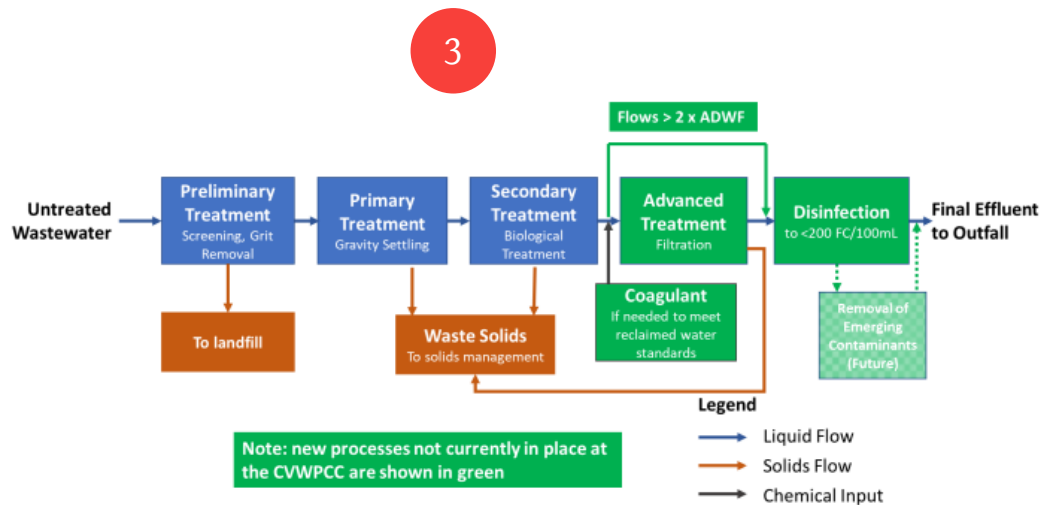 3
Flows > 2 x ADWF
Untreated
Wastewater
Preliminary
Treatment
Screening, Grit
Removal
Primary
Treatment
Gravity Settling
Secondary
Treatment
Biological
Treatment
Advanced
Treatment
Filtration
Disinfection
to <200 FC/100mL
Final Effluent
to Outfall
To landfill
Waste Solids
To solids management
Coagulant
If needed to meet
reclaimed water
standards
Removal of
Emerging
Contaminants
(Future)
Legend
Liquid Flow
Solids Flow
Chemical Input
Note: new processes not currently in place at
the CVWPCC are shown in green